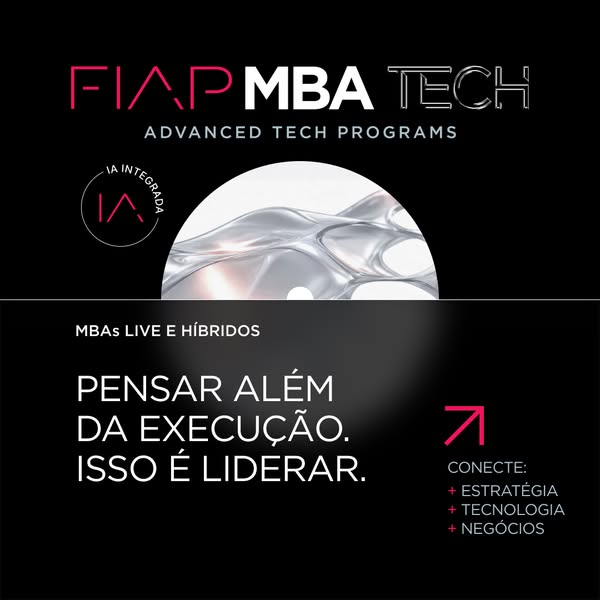 FIAP MBA TECH
ADVANCED TECH PROGRAMS
IA INTEGRADA
IA
MBAs LIVE E HÍBRIDOS
PENSAR ALÉM
DA EXECUÇÃO.
ISSO É LIDERAR.
CONECTE:
+ ESTRATÉGIA
+ TECNOLOGIA
+ NEGÓCIOS